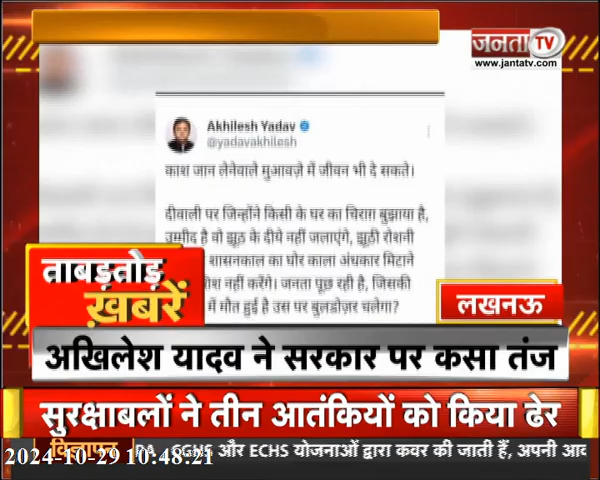 जनता TV
www.jantatv.com
Akhilesh Yadav
@yadavakhilesh
काश जान लेनेवाले मुआवज़े में जीवन भी दे सकते।
दीवाली पर जिन्होंने किसी के घर का चिराग़ बुझाया है,
उम्मीद है वो झूठ के दीये नहीं जलाएंगे, झूठी रोशनी
शासनकाल का घोर काला अंधकार मिटाने
नहीं करेंगे। जनता पूछ रही है, जिसकी
में मौत हुई है उस पर बुलडोज़र चलेगा?
ताबड़तोड़
ख़बरें
लखनऊ
अखिलेश यादव ने सरकार पर कसा तंज
सुरक्षाबलों ने तीन आतंकियों को किया ढेर
विज्ञापन CGHS और ECHS योजनाओं द्वारा कवर की जाती हैं, अपनी
2024-10-29 10:48:21